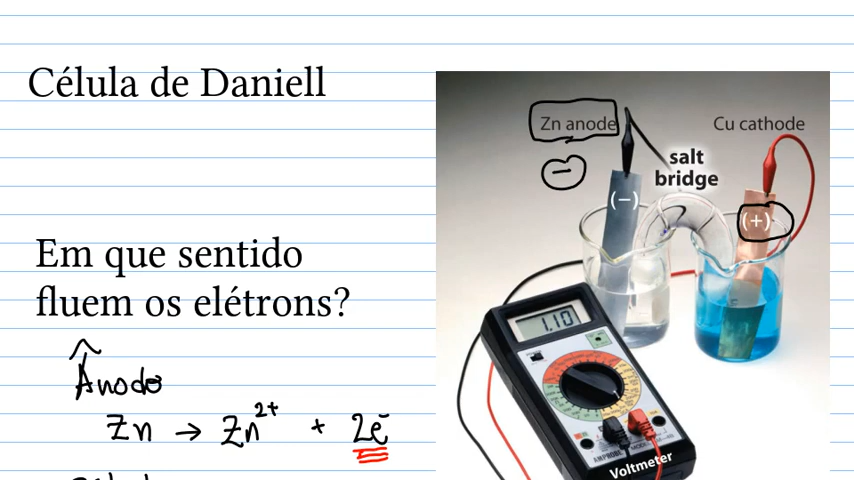 Célula de Daniell
Zn anode
Cu cathode
salt
bridge
−
(−)
(+)
Em que sentido
fluem os elétrons?
1.10
Ânodo
Zn → Zn²⁺ + 2e⁻
Voltmeter